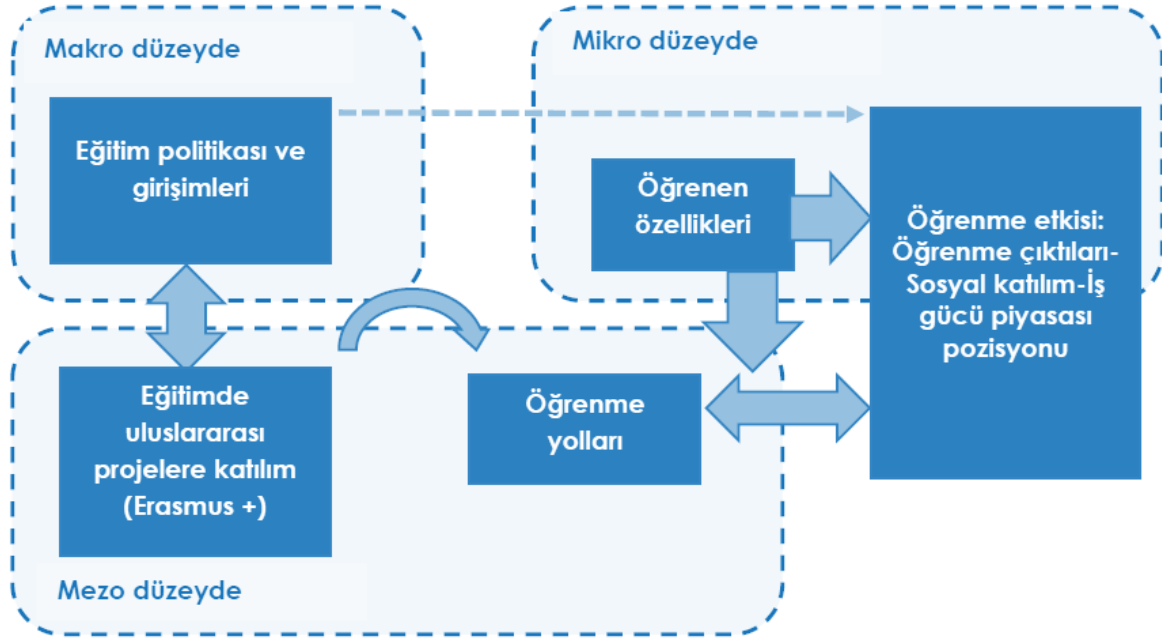 Makro düzeyde
Eğitim politikası ve
girişimleri
Mikro düzeyde
Öğrenen
özellikleri
Öğrenme etkisi:
Öğrenme çıktıları-
Sosyal katılım-İş
gücü piyasası
pozisyonu
Eğitimde
uluslararası
projelere katılım
(Erasmus +)
Öğrenme
yolları
Mezo düzeyde